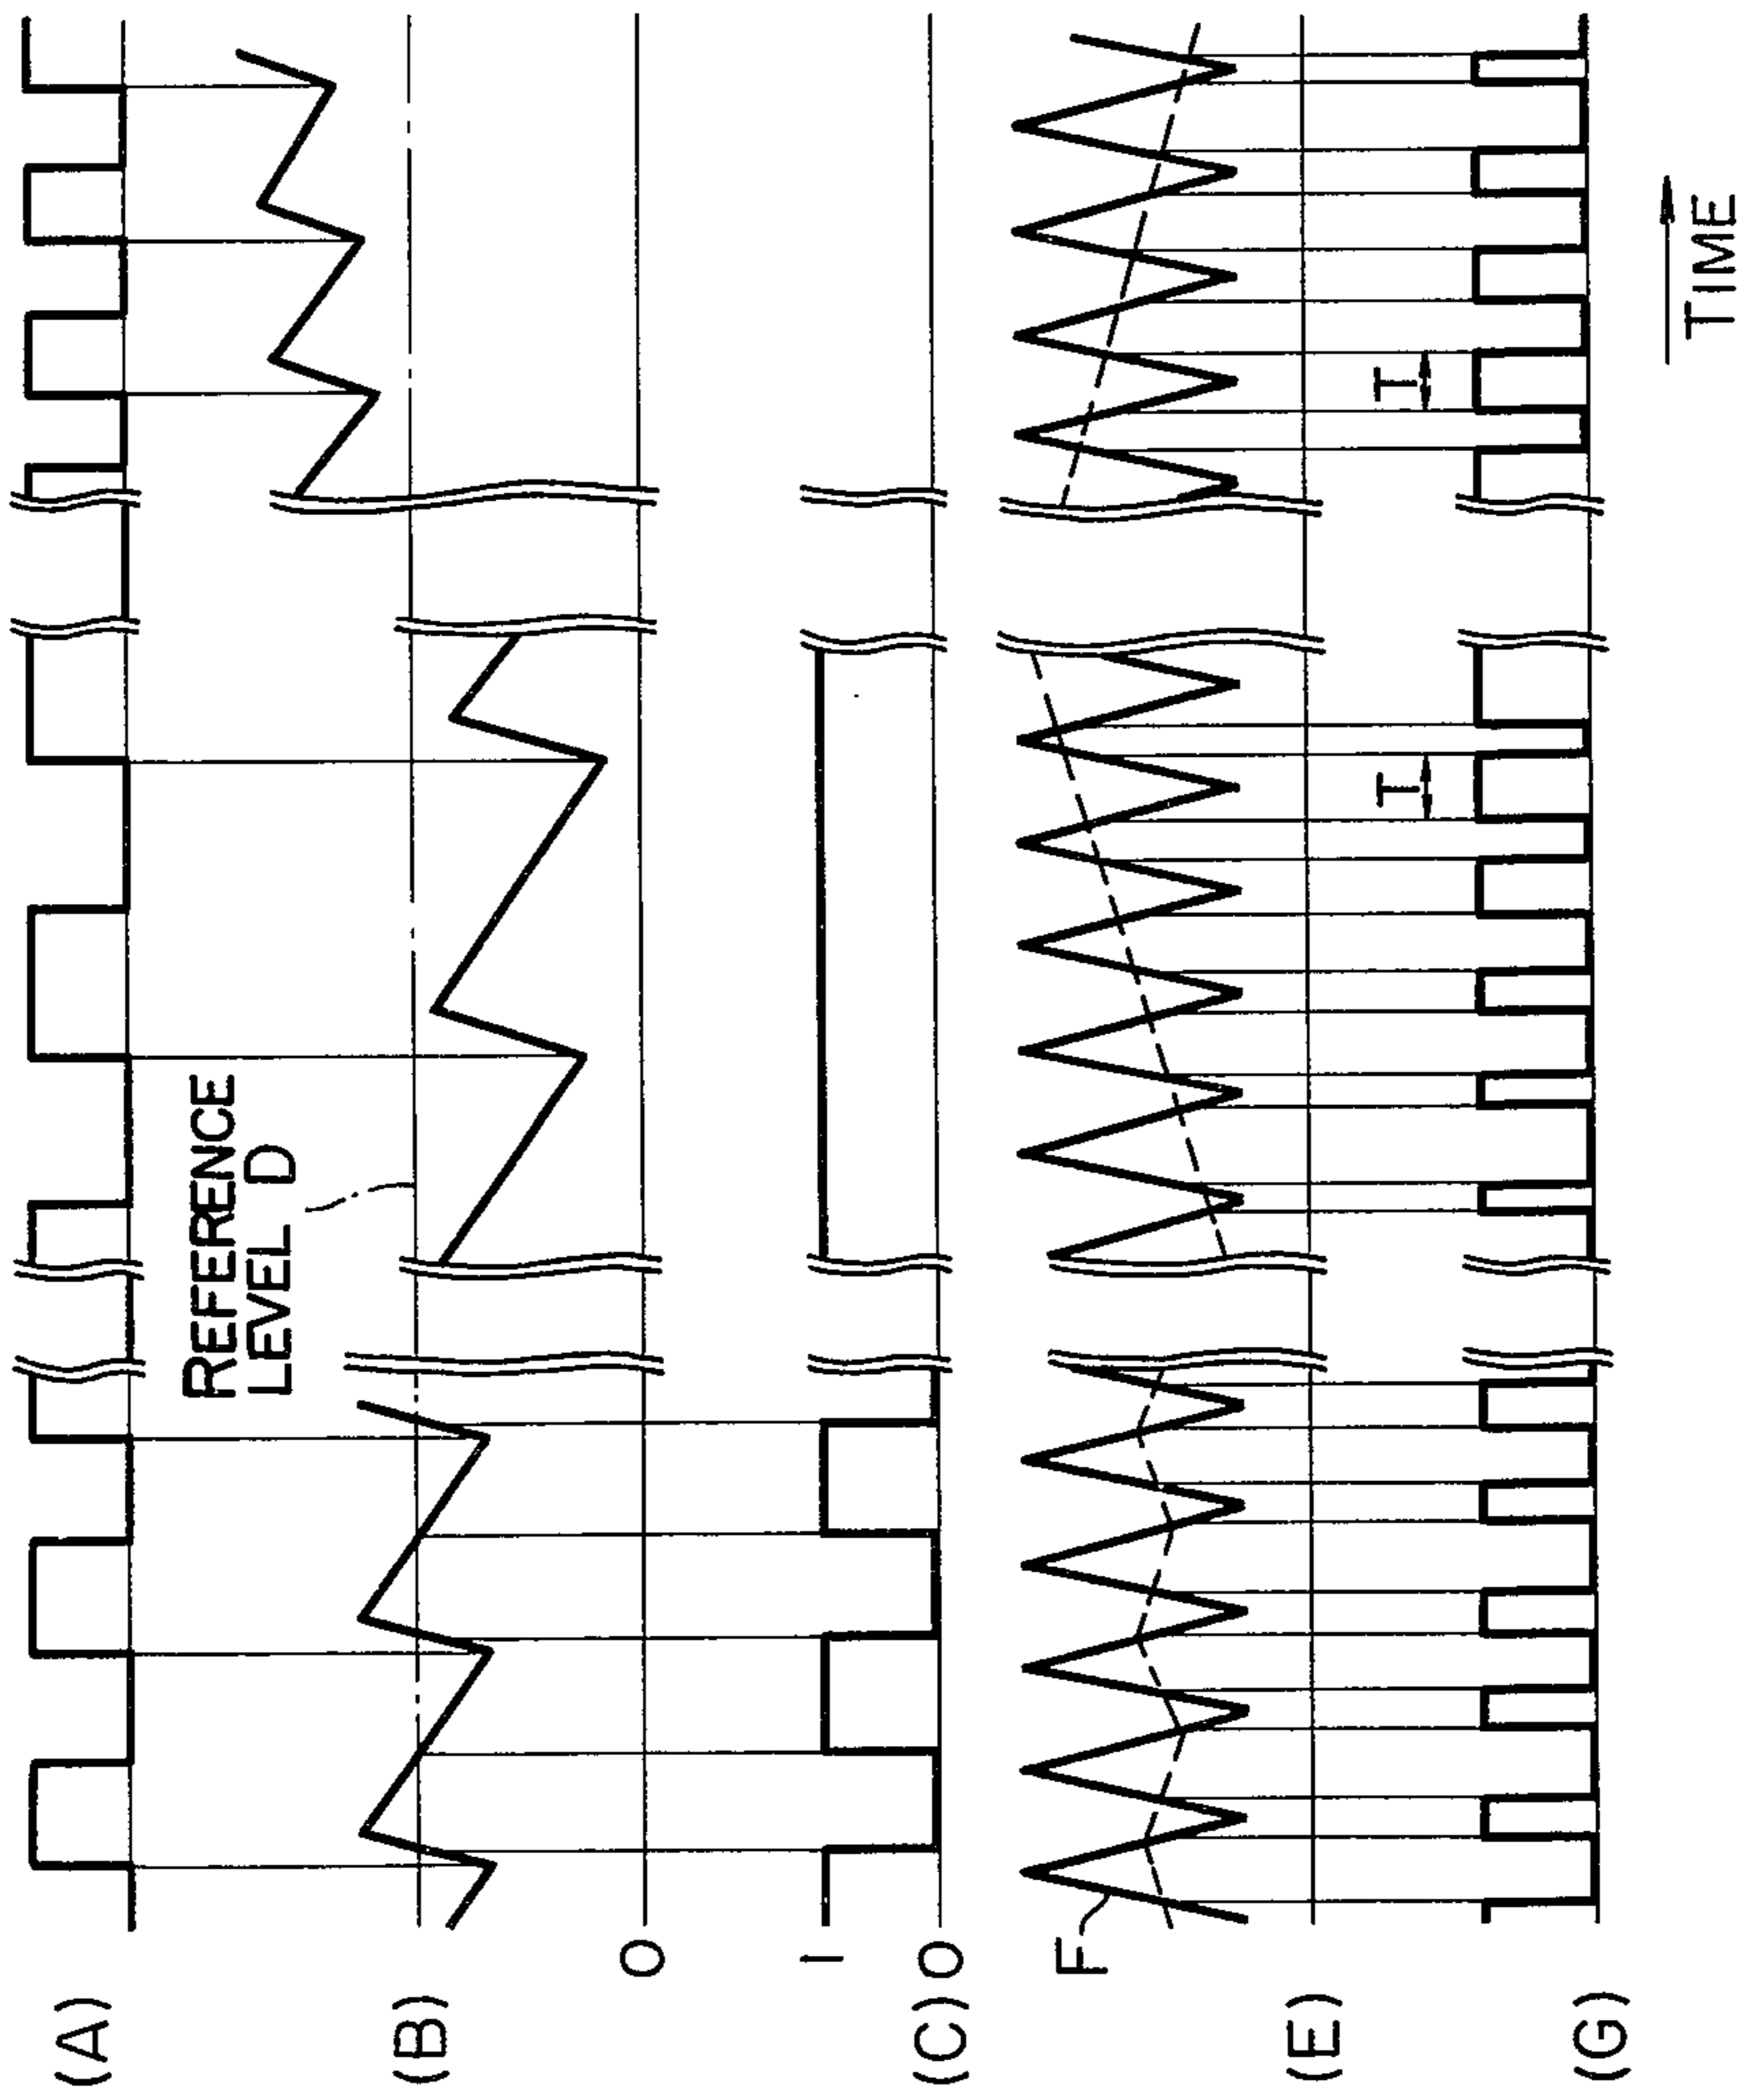 (A)
REFERENCE
LEVEL D
(B)
0
1
(C) 0
F
(E)
T
T
(G)
TIME